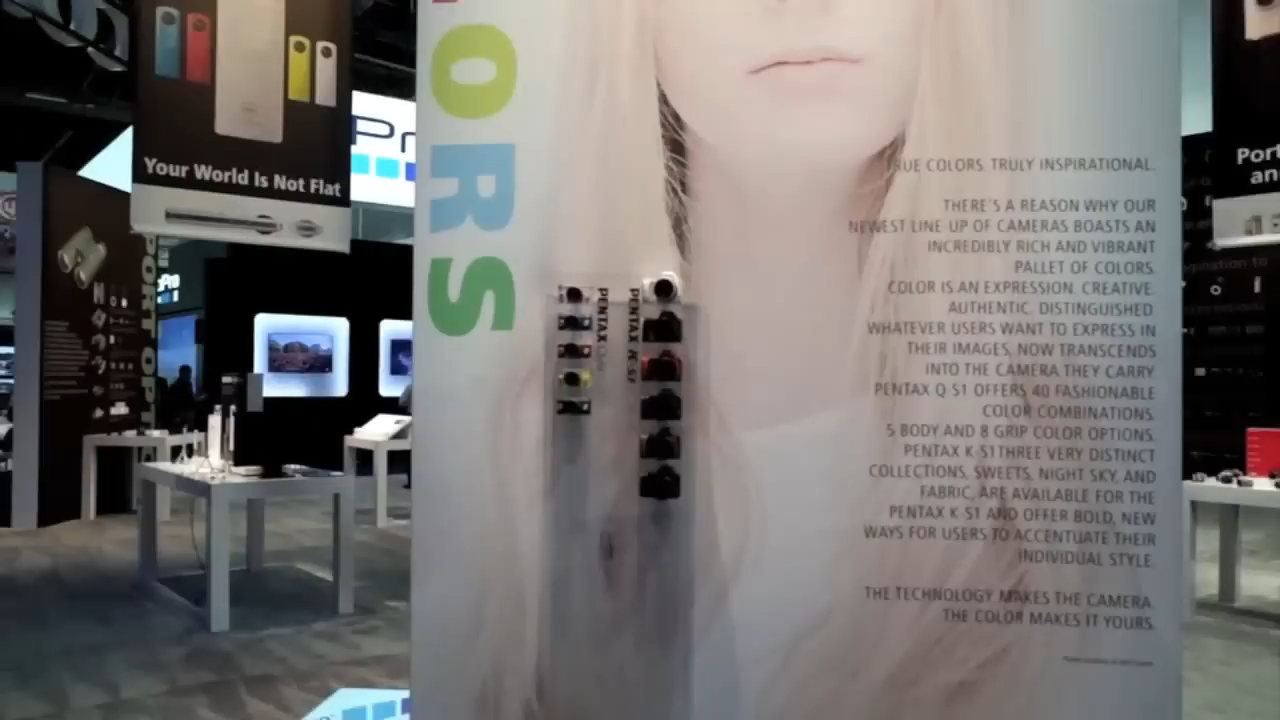 Your World Is Not Flat
PORT OPT
ORS
PENTAX
PENTAX
RUE COLORS. TRULY INSPIRATIONAL.
THERE'S A REASON WHY OUR
NEWEST LINE UP OF CAMERAS BOASTS AN
INCREDIBLY RICH AND VIBRANT
PALLET OF COLORS.
COLOR IS AN EXPRESSION. CREATIVE.
AUTHENTIC. DISTINGUISHED.
WHATEVER USERS WANT TO EXPRESS IN
THEIR IMAGES, NOW TRANSCENDS
INTO THE CAMERA THEY CARRY.
PENTAX Q-S1 OFFERS 40 FASHIONABLE
COLOR COMBINATIONS.
5 BODY AND 8 GRIP COLOR OPTIONS.
PENTAX K-S1THREE VERY DISTINCT
COLLECTIONS, SWEETS, NIGHT SKY, AND
FABRIC, ARE AVAILABLE FOR THE
PENTAX K-S1 AND OFFER BOLD, NEW
WAYS FOR USERS TO ACCENTUATE THEIR
INDIVIDUAL STYLE.
THE TECHNOLOGY MAKES THE CAMERA.
THE COLOR MAKES IT YOURS.
Port
an